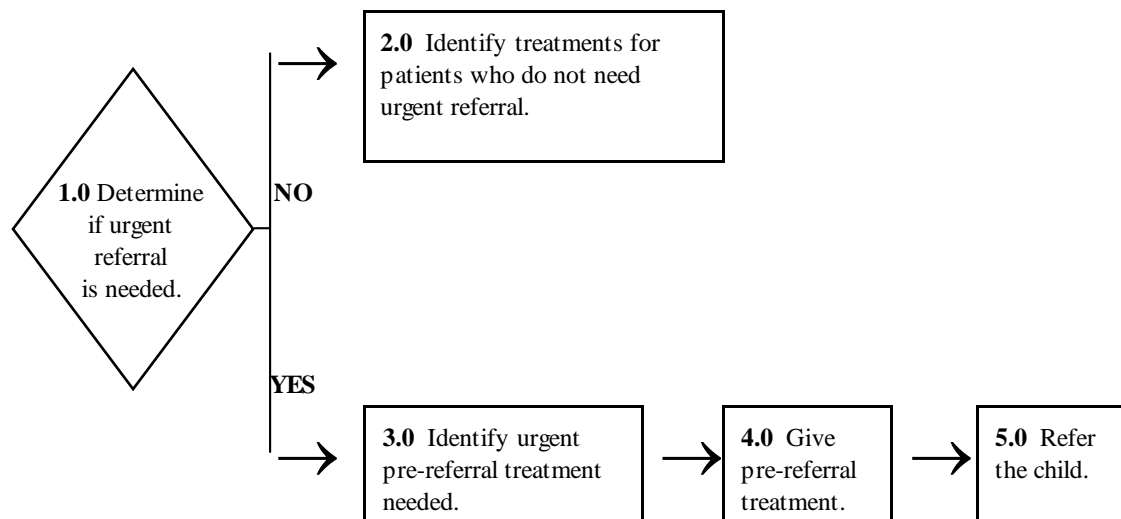 2.0 Identify treatments for
patients who do not need
urgent referral.
1.0 Determine
if urgent
referral
is needed.
NO
YES
3.0 Identify urgent
pre-referral treatment
needed.
4.0 Give
pre-referral
treatment.
5.0 Refer
the child.